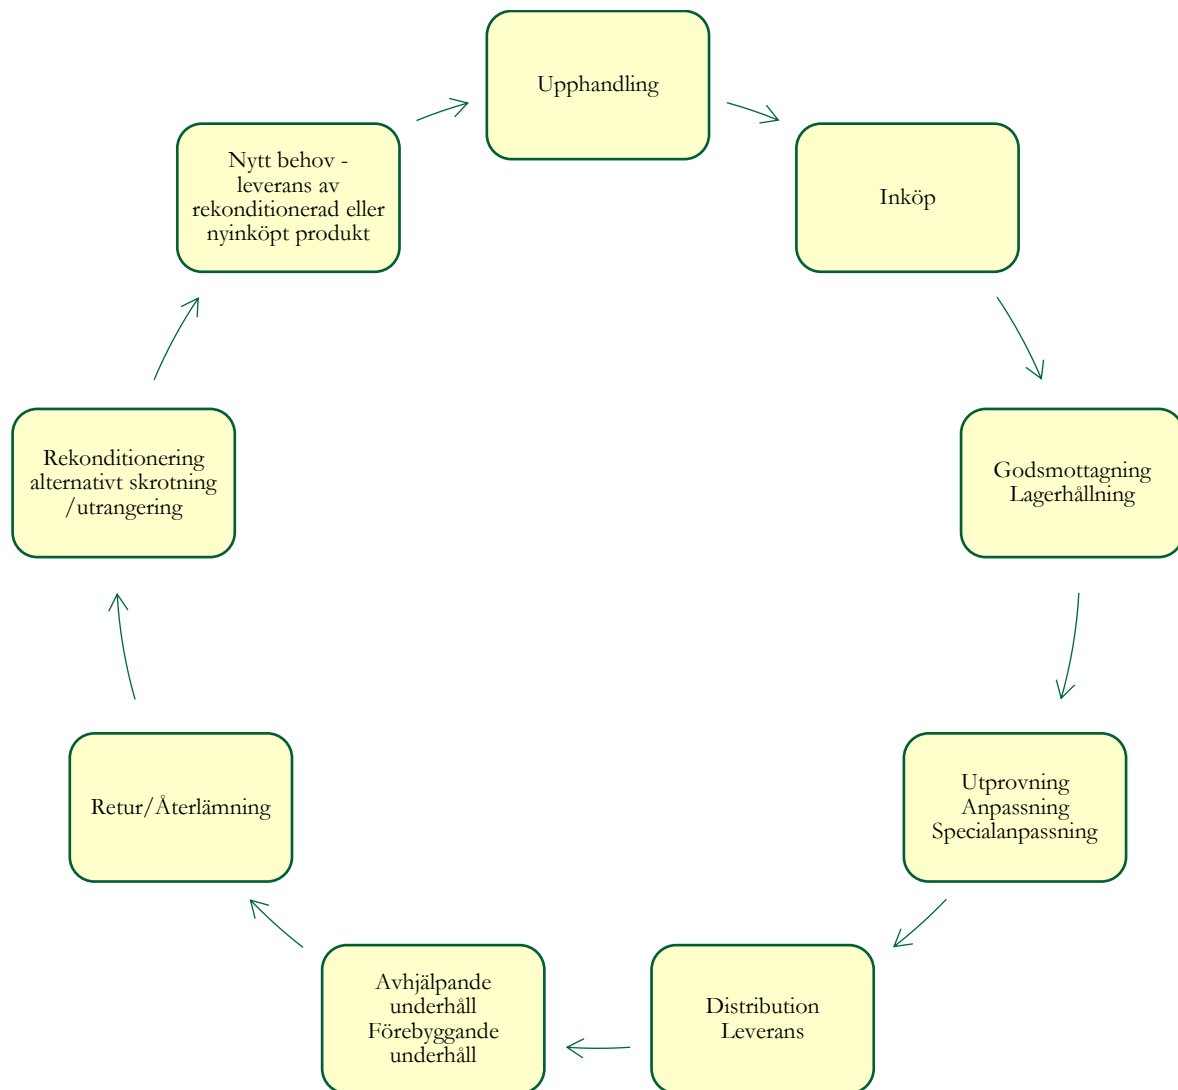 Upphandling
Inköp
Godsmottagning
Lagerhållning
Utprovning
Anpassning
Specialanpassning
Distribution
Leverans
Avhjälpande
underhåll
Förebyggande
underhåll
Retur/Återlämning
Rekonditionering
alternativt skrotning
/utrangering
Nytt behov -
leverans av
rekonditionerad eller
nyinköpt produkt